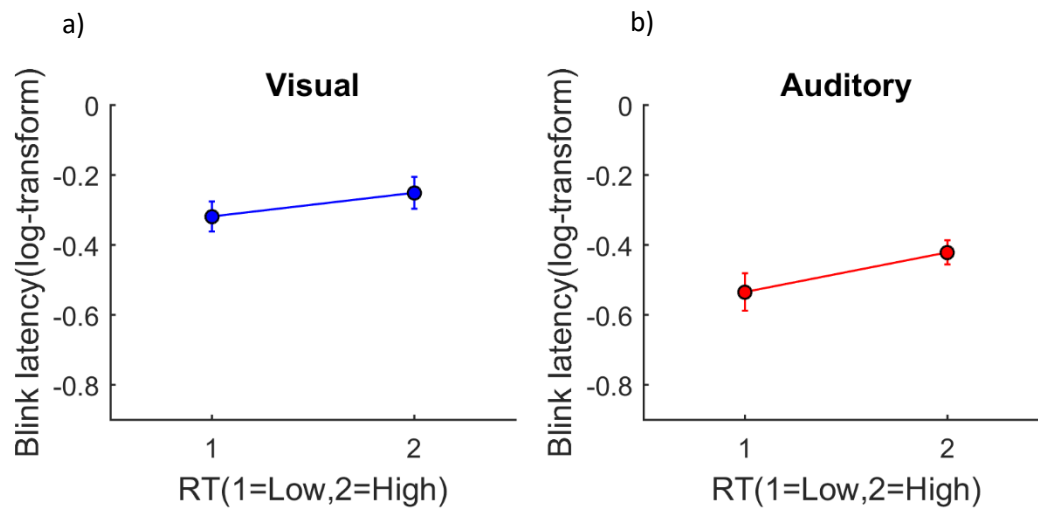 a)
Visual
Blink latency(log-transform)
0
-0.2
-0.4
-0.6
-0.8
1
2
RT(1=Low,2=High)
b)
Auditory
Blink latency(log-transform)
0
-0.2
-0.4
-0.6
-0.8
1
2
RT(1=Low,2=High)